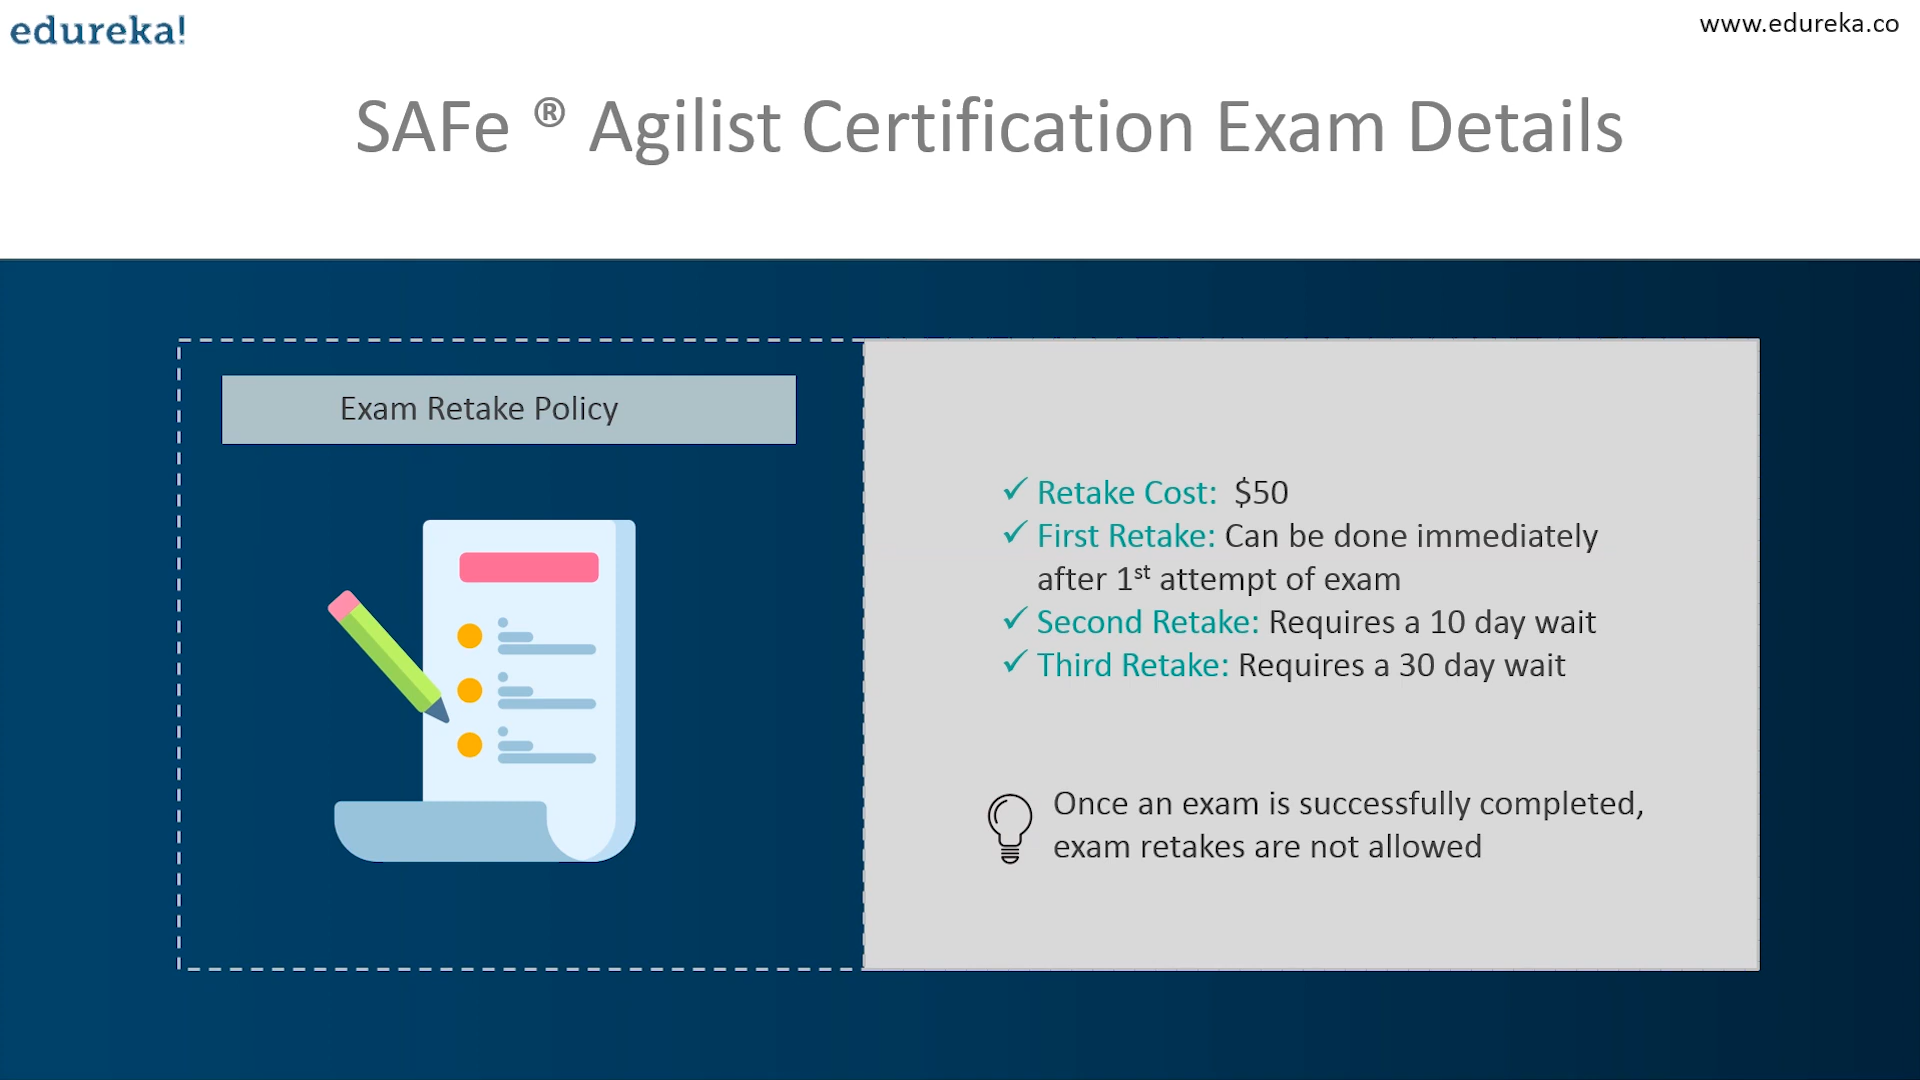 edureka!
www.edureka.co
SAFe ® Agilist Certification Exam Details
Exam Retake Policy
✓ Retake Cost: $50
✓ First Retake: Can be done immediately
after 1st attempt of exam
✓ Second Retake: Requires a 10 day wait
✓ Third Retake: Requires a 30 day wait
Once an exam is successfully completed,
exam retakes are not allowed